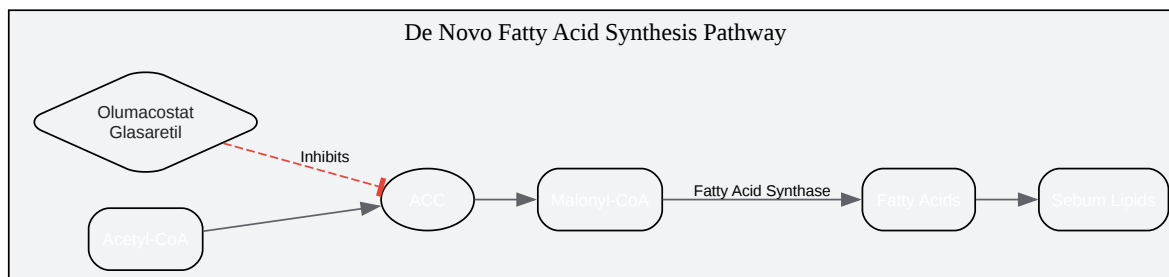 De Novo Fatty Acid Synthesis Pathway
Olumacostat
Glasaretil
Inhibits
Acetyl-CoA
ACC
Malonyl-CoA
Fatty Acid Synthase
Fatty Acids
Sebum Lipids